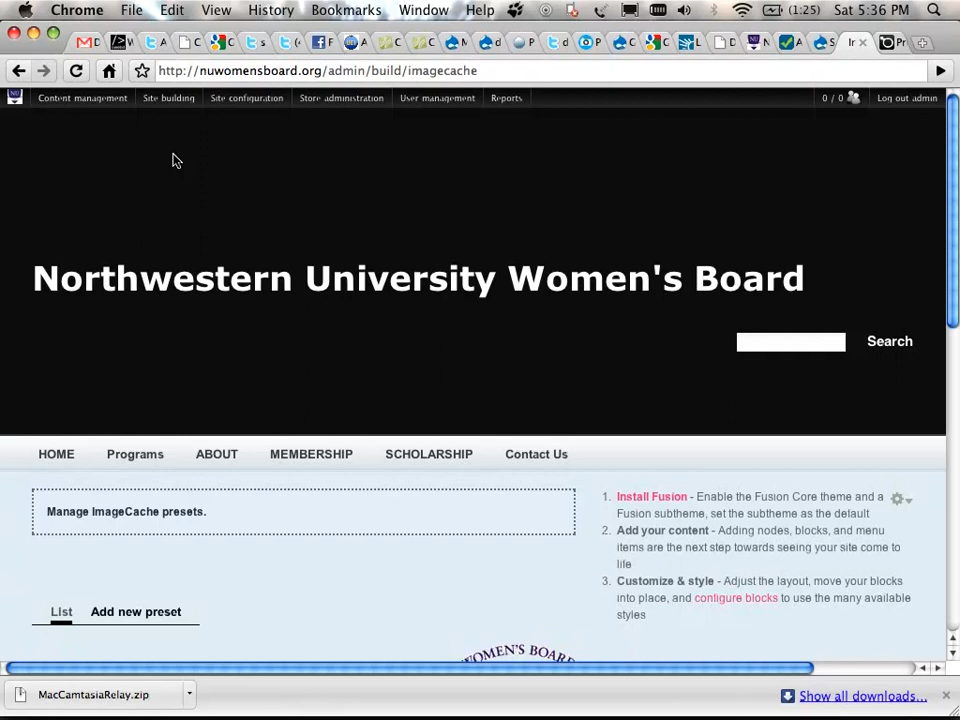 Chrome File Edit View History Bookmarks Window Help (1:25) Sat 5:36 PM
http://nuwomensboard.org/admin/build/imagecache
Content management Site building Site configuration Store administration User management Reports 0 / 0 Log out admin
Northwestern University Women's Board
Search
HOME Programs ABOUT MEMBERSHIP SCHOLARSHIP Contact Us
Manage ImageCache presets.
1. Install Fusion - Enable the Fusion Core theme and a
Fusion subtheme, set the subtheme as the default
2. Add your content - Adding nodes, blocks, and menu
items are the next step towards seeing your site come to
life
3. Customize & style - Adjust the layout, move your blocks
into place, and configure blocks to use the many available
styles
List Add new preset
WOMEN'S BOARD
MacCamtasiaRelay.zip
Show all downloads...